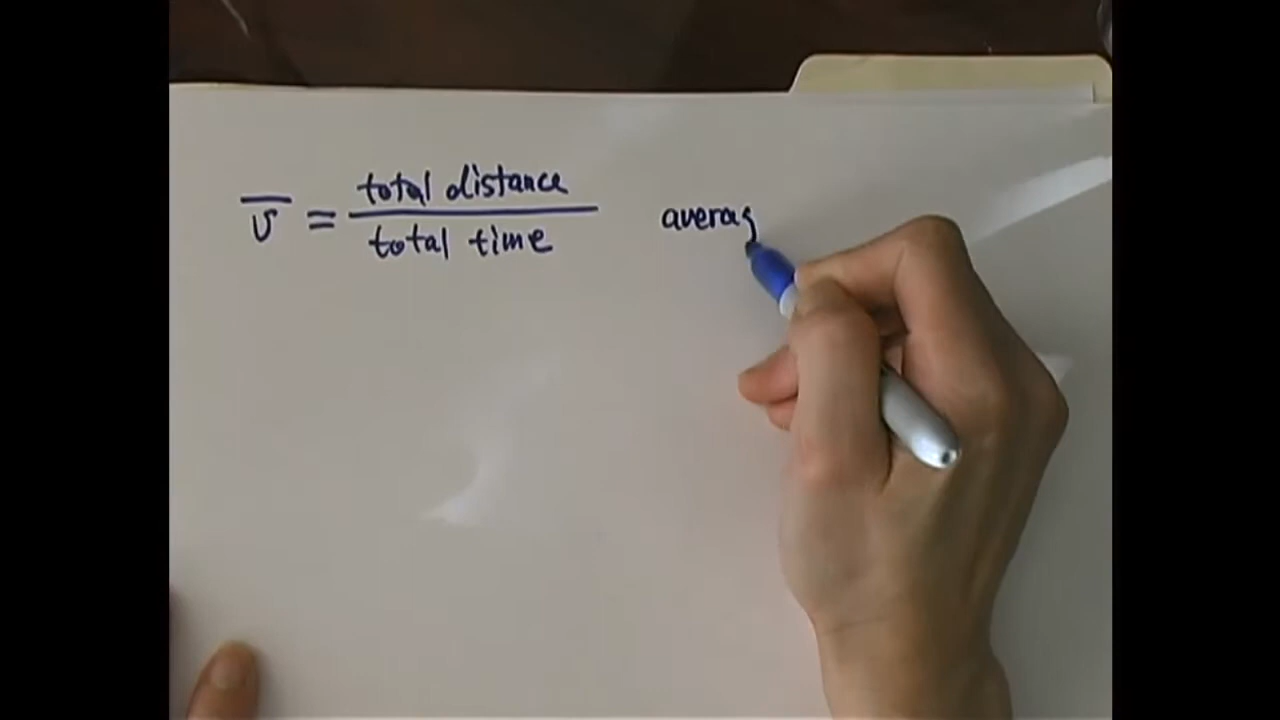 v̅ = total distance / total time
averag